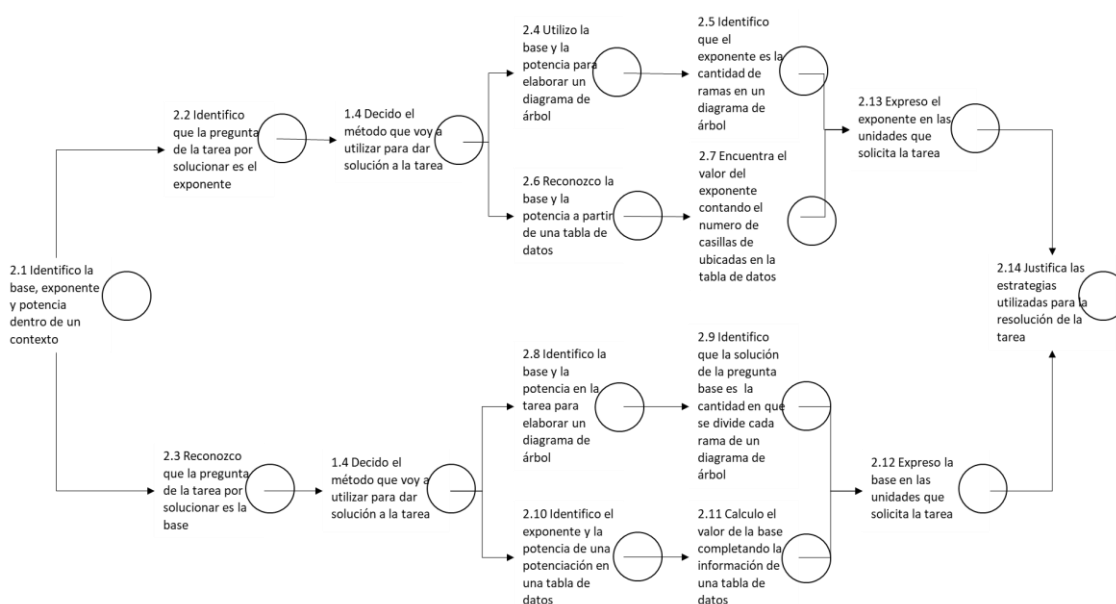 2.1 Identifico la
base, exponente
y potencia
dentro de un
contexto
2.2 Identifico
que la pregunta
de la tarea por
solucionar es el
exponente
1.4 Decido el
método que voy a
utilizar para dar
solución a la tarea
2.4 Utilizo la
base y la
potencia para
elaborar un
diagrama de
árbol
2.5 Identifico
que el
exponente es la
cantidad de
ramas en un
diagrama de
árbol
2.6 Reconozco la
base y la
potencia a partir
de una tabla de
datos
2.7 Encuentra el
valor del
exponente
contando el
numero de
casillas de
ubicadas en la
tabla de datos
2.13 Expreso el
exponente en las
unidades que
solicita la tarea
2.3 Reconozco
que la pregunta
de la tarea por
solucionar es la
base
1.4 Decido el
método que voy a
utilizar para dar
solución a la tarea
2.8 Identifico la
base y la
potencia en la
tarea para
elaborar un
diagrama de
árbol
2.9 Identifico
que la solución
de la pregunta
base es la
cantidad en que
se divide cada
rama de un
diagrama de
árbol
2.10 Identifico el
exponente y la
potencia de una
potenciación en
una tabla de
datos
2.11 Calculo el
valor de la base
completando la
información de
una tabla de
datos
2.12 Expreso la
base en las
unidades que
solicita la tarea
2.14 Justifica las
estrategias
utilizadas para la
resolución de la
tarea